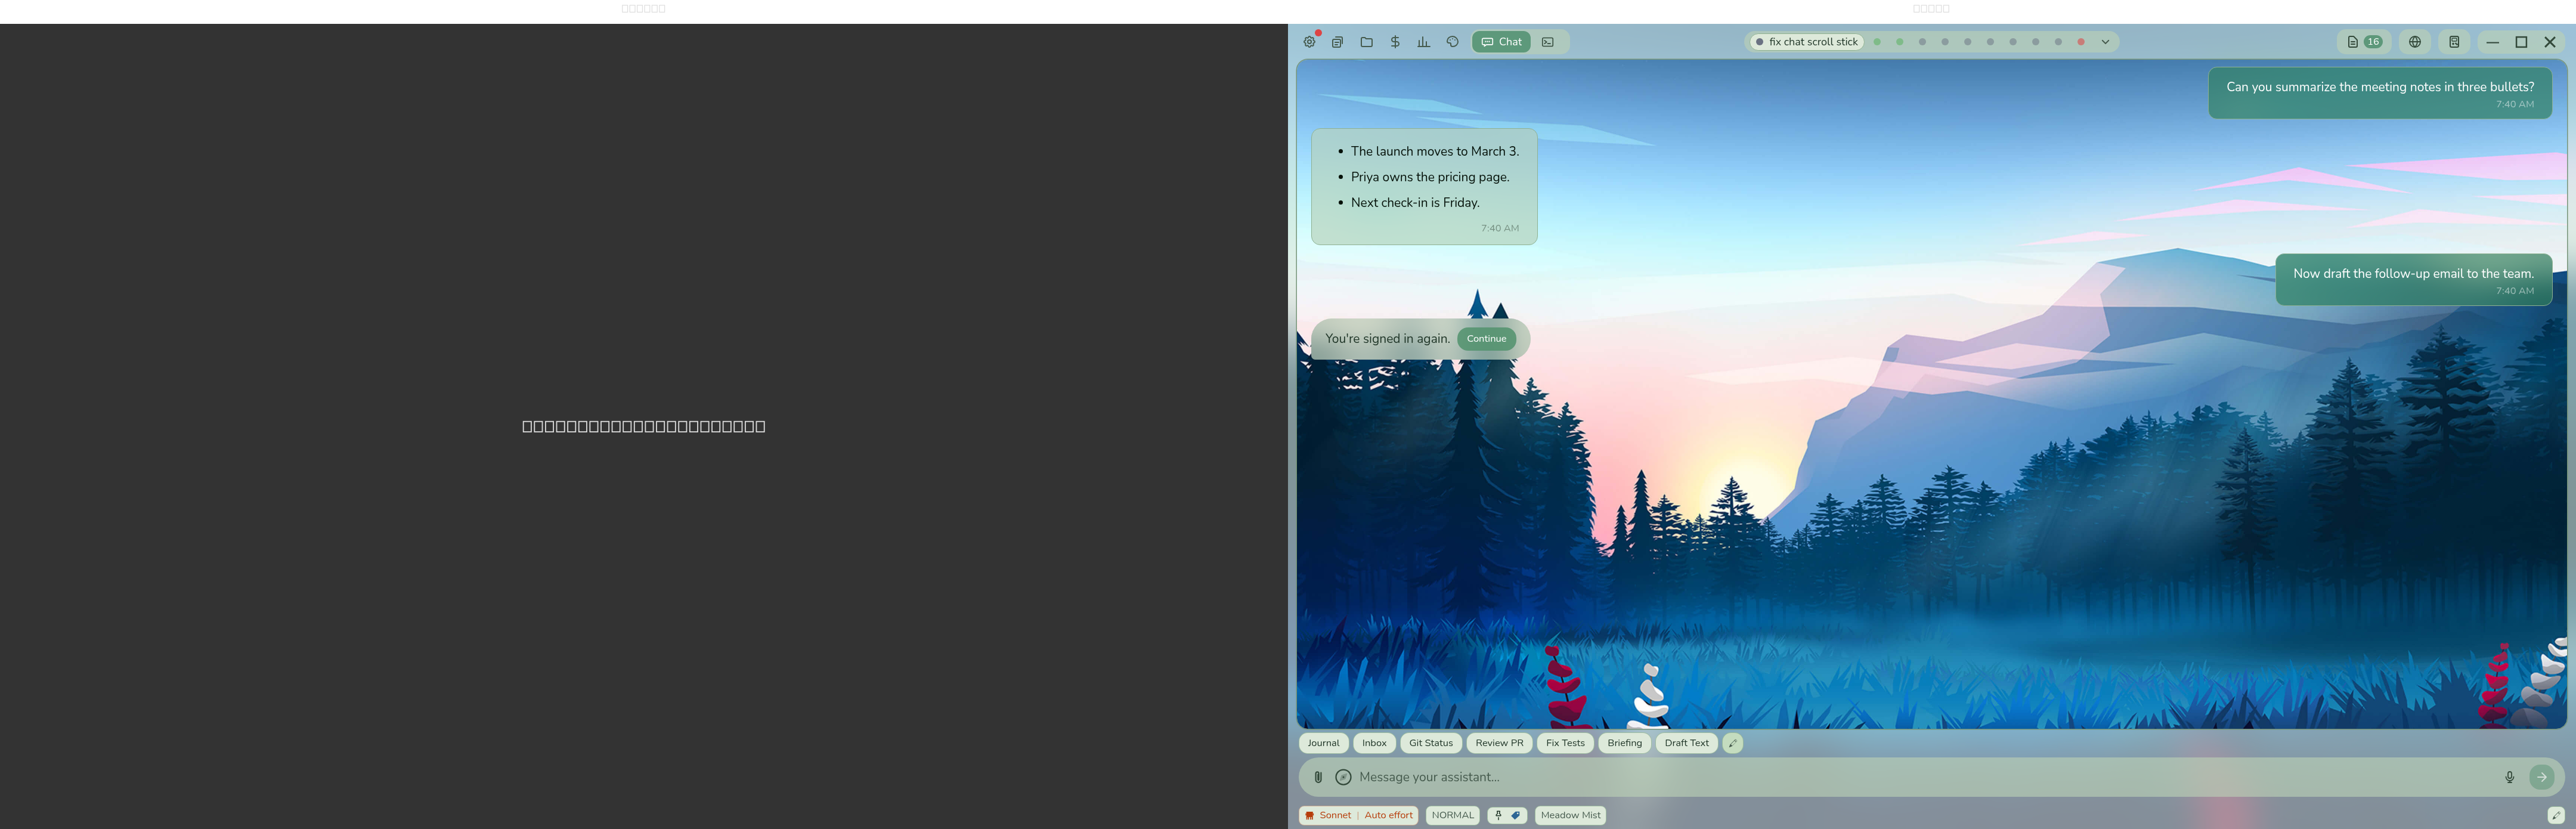 fix chat scroll stick
Chat
16
Can you summarize the meeting notes in three bullets?
7:40 AM
• The launch moves to March 3.
• Priya owns the pricing page.
• Next check-in is Friday.
7:40 AM
Now draft the follow-up email to the team.
7:40 AM
You're signed in again. Continue
Journal Inbox Git Status Review PR Fix Tests Briefing Draft Text
Message your assistant...
Sonnet | Auto effort NORMAL Meadow Mist